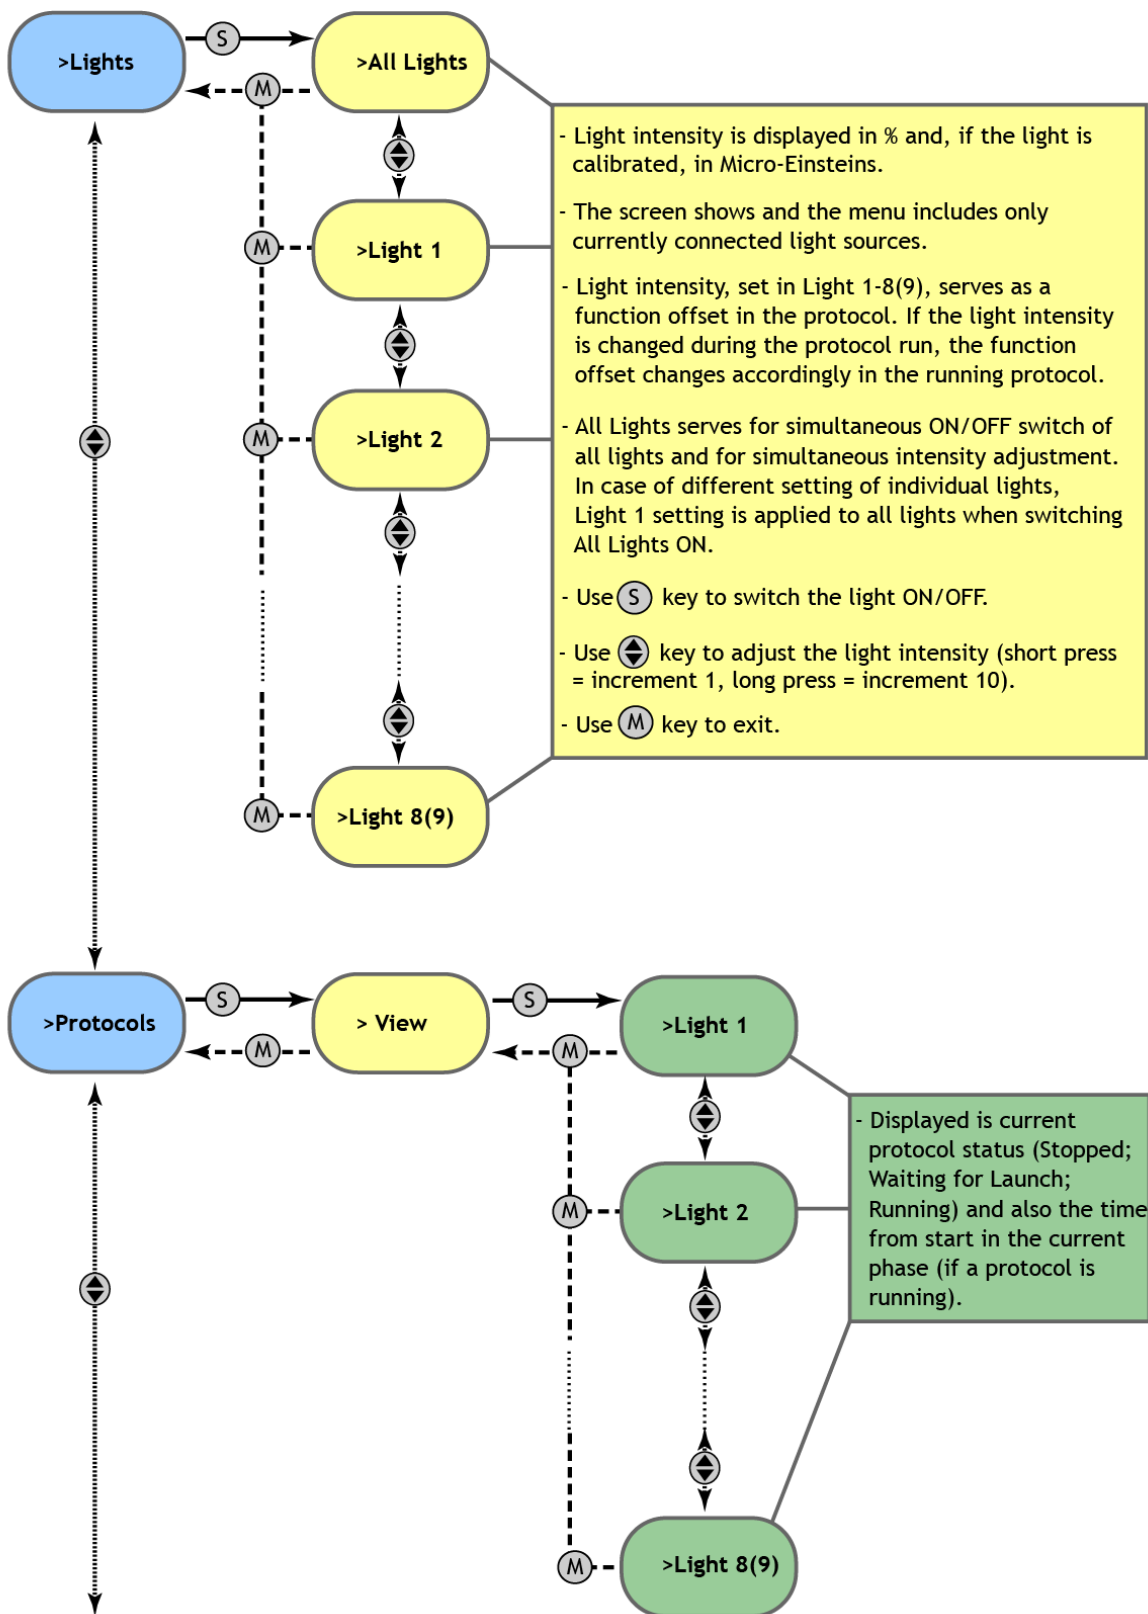 >Lights
S
>All Lights
M
- Light intensity is displayed in % and, if the light is
calibrated, in Micro-Einsteins.
- The screen shows and the menu includes only
currently connected light sources.
- Light intensity, set in Light 1-8(9), serves as a
function offset in the protocol. If the light intensity
is changed during the protocol run, the function
offset changes accordingly in the running protocol.
- All Lights serves for simultaneous ON/OFF switch of
all lights and for simultaneous intensity adjustment.
In case of different setting of individual lights,
Light 1 setting is applied to all lights when switching
All Lights ON.
- Use S key to switch the light ON/OFF.
- Use key to adjust the light intensity (short press
= increment 1, long press = increment 10).
- Use M key to exit.
M
>Light 1
M
>Light 2
M
>Light 8(9)
>Protocols
S
M
> View
S
M
>Light 1
M
>Light 2
- Displayed is current
protocol status (Stopped;
Waiting for Launch;
Running) and also the time
from start in the current
phase (if a protocol is
running).
M
>Light 8(9)